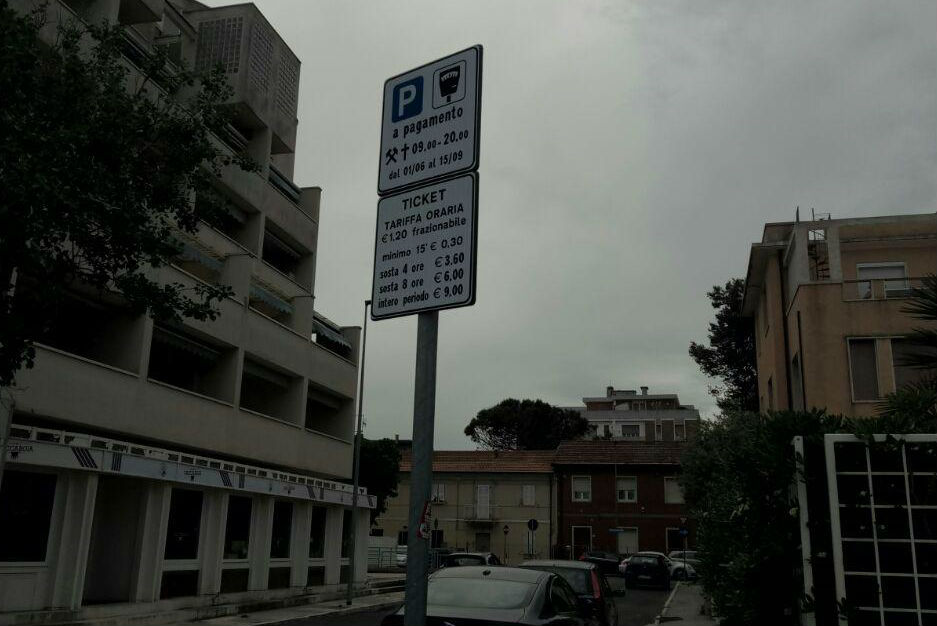 P
a pagamento
09.00-20.00
dal 01/06 al 15/09
TICKET
TARIFFA ORARIA
€1,20 frazionabile
minimo 15' € 0,30
sosta 4 ore € 3,60
sosta 8 ore € 6,00
intero periodo € 9,00